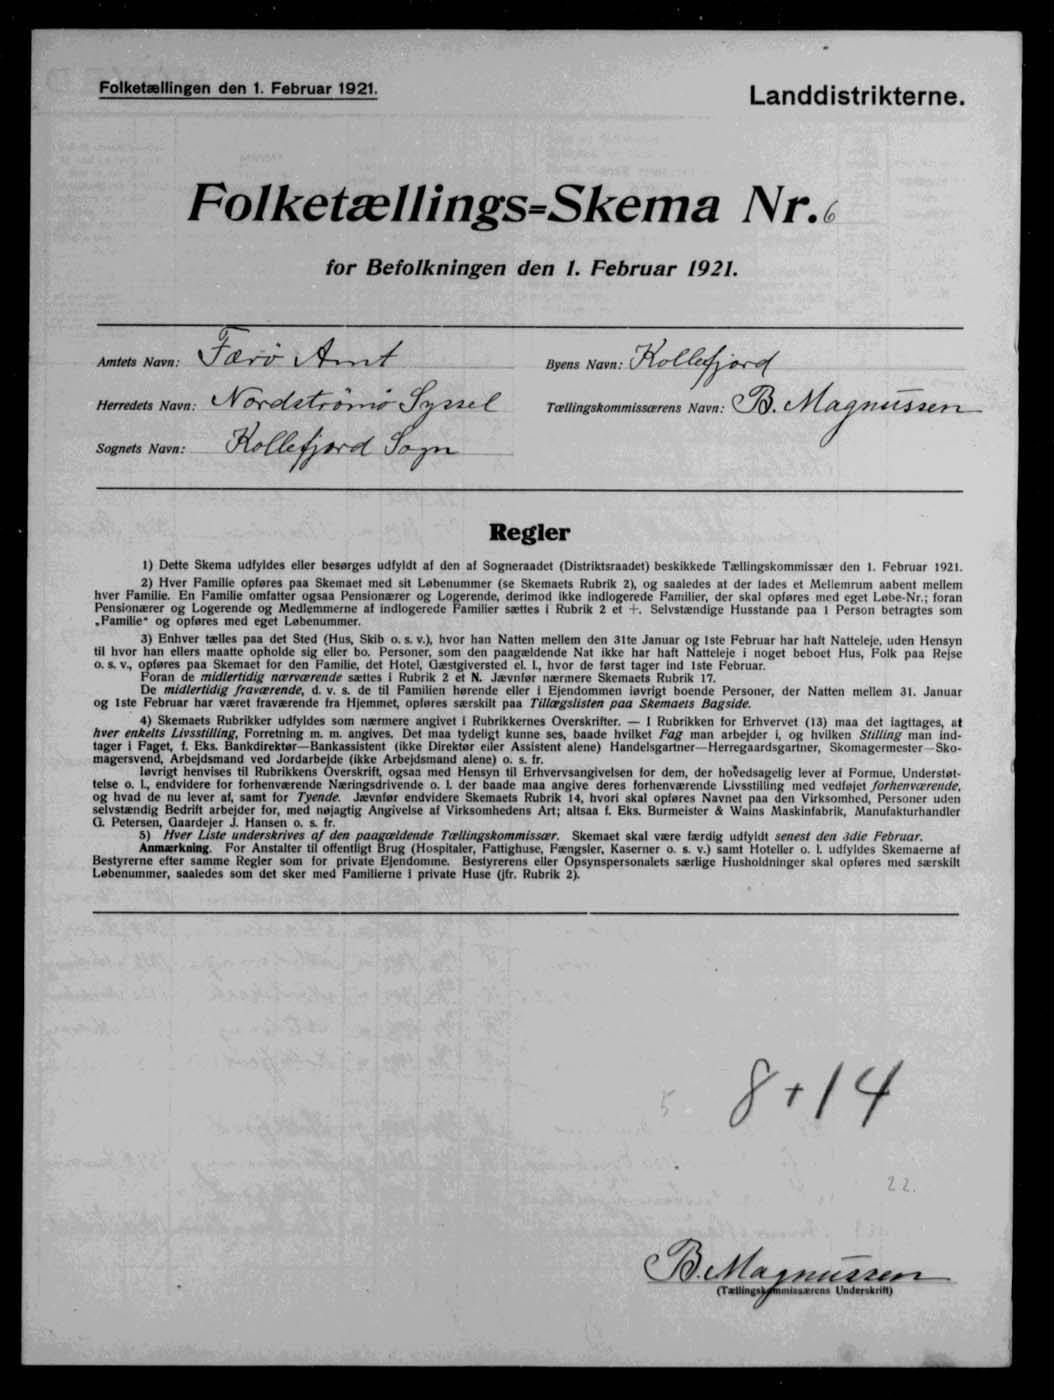 Folketællingen den 1. Februar 1921.
Landdistrikterne.
Folketællings=Skema Nr. 6
for Befolkningen den 1. Februar 1921.
Amtets Navn: Færø Amt
Byens Navn: Kollefjord
Herredets Navn: Nordstrømø Syssel
Tællingskommissærens Navn: B. Magnussen
Sognets Navn: Kollefjord Sogn
Regler
1) Dette Skema udfyldes eller besørges udfyldt af den af Sogneraadet (Distriktsraadet) beskikkede Tællingskommissær den 1. Februar 1921.
2) Hver Familie opføres paa Skemaet med sit Løbenummer (se Skemaets Rubrik 2), og saaledes at der lades et Mellemrum aabent mellem
hver Familie. En Familie omfatter ogsaa Pensionærer og Logerende, derimod ikke indlogerede Familier, der skal opføres med eget Løbe-Nr.; foran
Pensionærer og Logerende og Medlemmerne af indlogerede Familier sættes i Rubrik 2 et +. Selvstændige Husstande paa 1 Person betragtes som
„Familie“ og opføres med eget Løbenummer.
3) Enhver tælles paa det Sted (Hus, Skib o. s. v.), hvor han Natten mellem den 31te Januar og 1ste Februar har haft Natteleje, uden Hensyn
til hvor han ellers maatte opholde sig eller bo. Personer, som den paagældende Nat ikke har haft Natteleje i noget beboet Hus, Folk paa Rejse
o. s. v., opføres paa Skemaet for den Familie, det Hotel, Gæstgiversted el. l., hvor de først tager ind 1ste Februar.
Foran de midlertidig nærværende sættes i Rubrik 2 et N. Jævnfør nærmere Skemaets Rubrik 17.
De midlertidig fraværende, d. v. s. de til Familien hørende eller i Ejendommen iøvrigt boende Personer, der Natten mellem 31. Januar
og 1ste Februar har været fraværende fra Hjemmet, opføres særskilt paa Tillægslisten paa Skemaets Bagside.
4) Skemaets Rubrikker udfyldes som nærmere angivet i Rubrikkernes Overskrifter. — I Rubrikken for Erhvervet (13) maa det iagttages, at
hver enkelts Livsstilling, Forretning m. m. angives. Det maa tydeligt kunne ses, baade hvilket Fag man arbejder i, og hvilken Stilling man ind-
tager i Faget, f. Eks. Bankdirektør—Bankassistent (ikke Direktør eller Assistent alene) Handelsgartner—Herregaardsgartner, Skomagermester—Sko-
magersvend, Arbejdsmand ved Jordarbejde (ikke Arbejdsmand alene) o. s. fr.
Iøvrigt henvises til Rubrikkens Overskrift, ogsaa med Hensyn til Erhvervsangivelsen for dem, der hovedsagelig lever af Formue, Understøt-
telse o. l., endvidere for forhenværende Næringsdrivende o. l. der baade maa angive deres forhenværende Livsstilling med vedføjet forhenværende,
og hvad de nu lever af, samt for Tyende. Jævnfør endvidere Skemaets Rubrik 14, hvori skal opføres Navnet paa den Virksomhed, Personer uden
selvstændig Bedrift arbejder for, med nøjagtig Angivelse af Virksomhedens Art; altsaa f. Eks. Burmeister & Wains Maskinfabrik, Manufakturhandler
G. Petersen, Gaardejer J. Hansen o. s. fr.
5) Hver Liste underskrives af den paagældende Tællingskommissær. Skemaet skal være færdig udfyldt senest den 3die Februar.
Anmærkning. For Anstalter til offentligt Brug (Hospitaler, Fattighuse, Fængsler, Kaserner o. s. v.) samt Hoteller o. l. udfyldes Skemaerne af
Bestyrerne efter samme Regler som for private Ejendomme. Bestyrerens eller Opsynspersonalets særlige Husholdninger skal opføres med særskilt
Løbenummer, saaledes som det sker med Familierne i private Huse (jfr. Rubrik 2).
5 8+14
22.
B. Magnussen
(Tællingskommissærens Underskrift)